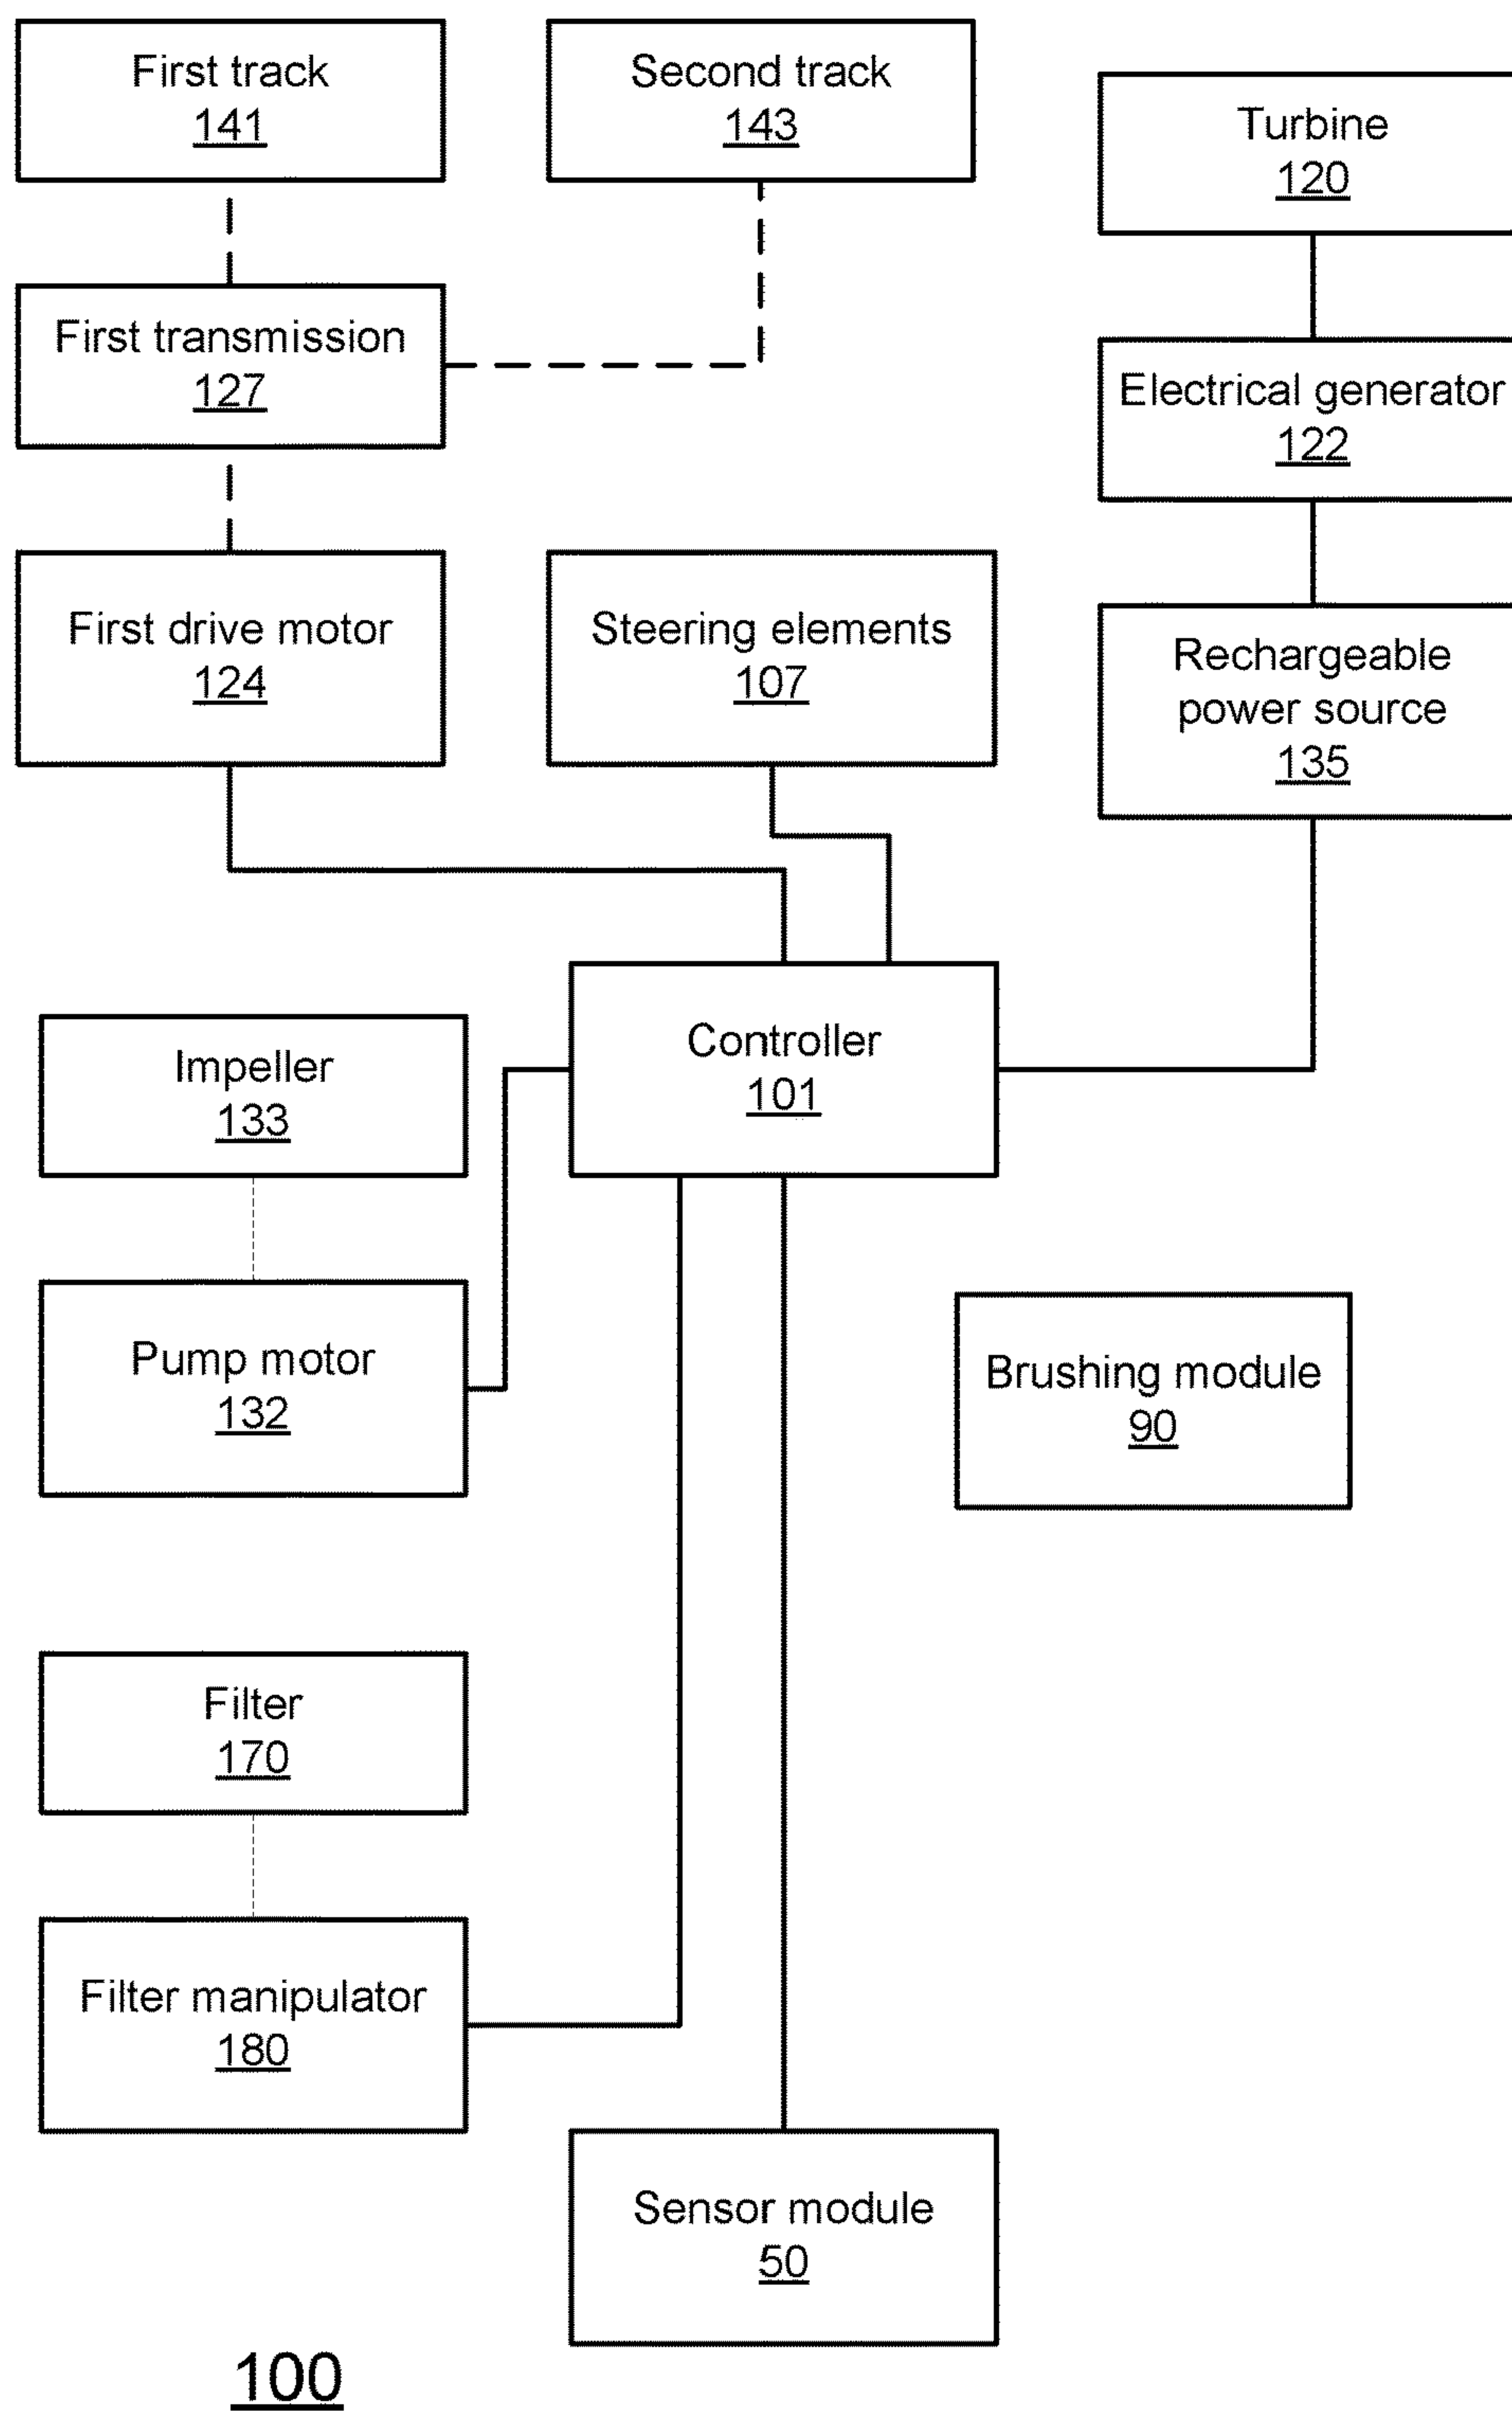 First track
141
Second track
143
Turbine
120
First transmission
127
Electrical generator
122
First drive motor
124
Steering elements
107
Rechargeable
power source
135
Controller
101
Impeller
133
Pump motor
132
Brushing module
90
Filter
170
Filter manipulator
180
Sensor module
50
100